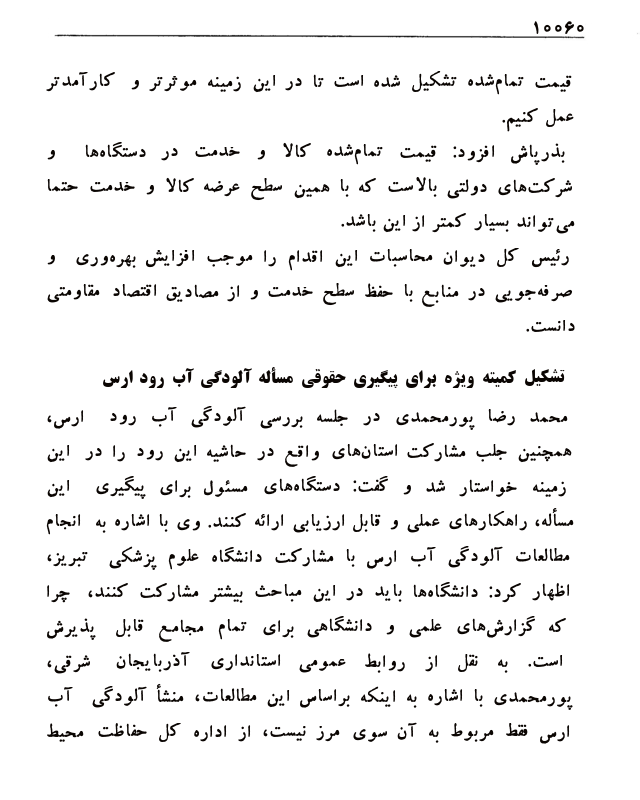 ۱۰۰۶۰
قیمت تمام‌شده تشکیل شده است تا در این زمینه موثرتر و کارآمدتر
عمل کنیم.
بذرپاش افزود: قیمت تمام‌شده کالا و خدمت در دستگاه‌ها و
شرکت‌های دولتی بالاست که با همین سطح عرضه کالا و خدمت حتما
می‌تواند بسیار کمتر از این باشد.
رئیس کل دیوان محاسبات این اقدام را موجب افزایش بهره‌وری و
صرفه‌جویی در منابع با حفظ سطح خدمت و از مصادیق اقتصاد مقاومتی
دانست.
تشکیل کمیته ویژه برای پیگیری حقوقی مسأله آلودگی آب رود ارس
محمد رضا پورمحمدی در جلسه بررسی آلودگی آب رود ارس،
همچنین جلب مشارکت استان‌های واقع در حاشیه این رود را در این
زمینه خواستار شد و گفت: دستگاه‌های مسئول برای پیگیری این
مسأله، راهکارهای عملی و قابل ارزیابی ارائه کنند. وی با اشاره به انجام
مطالعات آلودگی آب ارس با مشارکت دانشگاه علوم پزشکی تبریز،
اظهار کرد: دانشگاه‌ها باید در این مباحث بیشتر مشارکت کنند، چرا
که گزارش‌های علمی و دانشگاهی برای تمام مجامع قابل پذیرش
است. به نقل از روابط عمومی استانداری آذربایجان شرقی،
پورمحمدی با اشاره به اینکه براساس این مطالعات، منشأ آلودگی آب
ارس فقط مربوط به آن سوی مرز نیست، از اداره کل حفاظت محیط